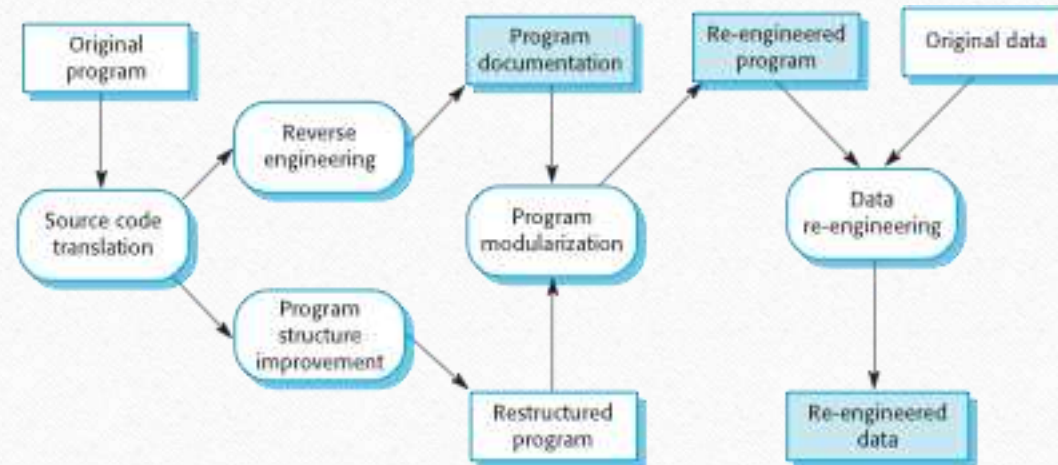 Original
program
Program
documentation
Re-engineered
program
Original data
Reverse
engineering
Source code
translation
Program
modularization
Data
re-engineering
Program
structure
improvement
Restructured
program
Re-engineered
data